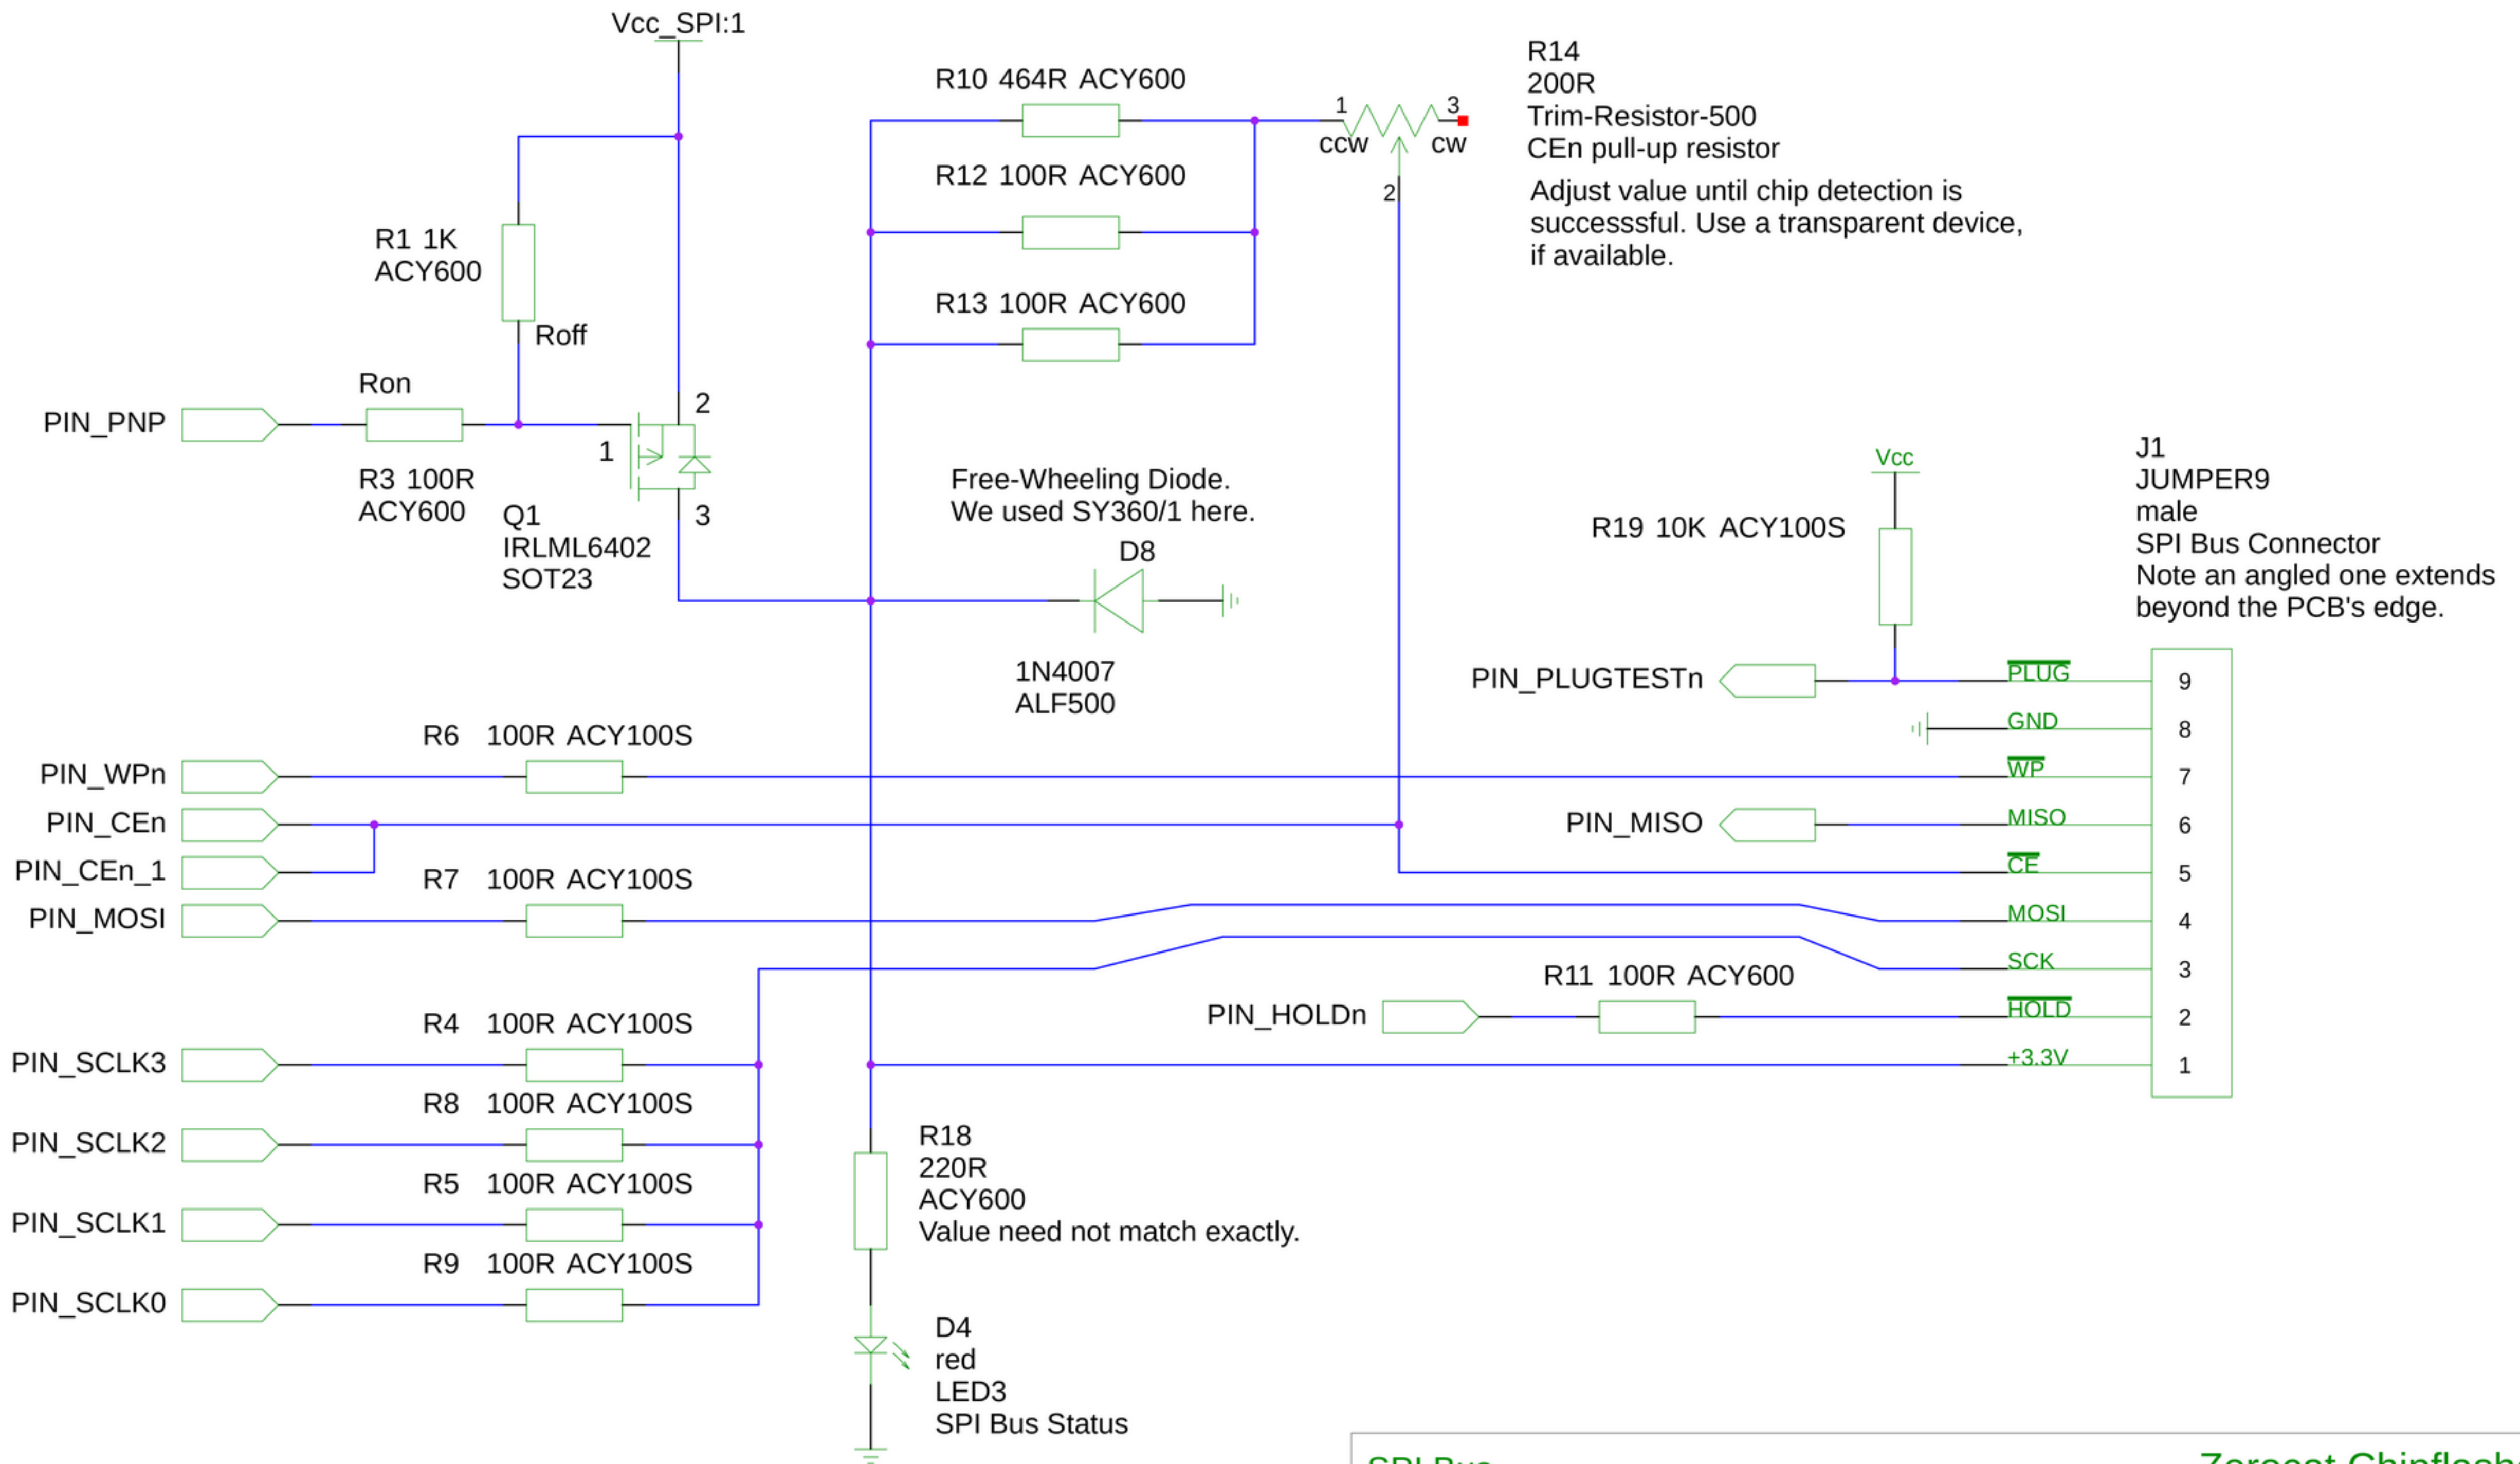 Vcc_SPI:1
R10 464R ACY600
1
3
ccw
cw
2
R14
200R
Trim-Resistor-500
CEn pull-up resistor
Adjust value until chip detection is
successsful. Use a transparent device,
if available.
R12 100R ACY600
R13 100R ACY600
R1 1K
ACY600
Roff
Ron
PIN_PNP
R3 100R
ACY600
1
2
3
Q1
IRLML6402
SOT23
Free-Wheeling Diode.
We used SY360/1 here.
D8
1N4007
ALF500
Vcc
R19 10K ACY100S
J1
JUMPER9
male
SPI Bus Connector
Note an angled one extends
beyond the PCB's edge.
PIN_PLUGTESTn
PLUG
9
GND
8
R6 100R ACY100S
PIN_WPn
WP
7
PIN_CEn
PIN_MISO
MISO
6
PIN_CEn_1
CE
5
R7 100R ACY100S
PIN_MOSI
MOSI
4
SCK
3
R11 100R ACY600
PIN_HOLDn
HOLD
2
+3.3V
1
R4 100R ACY100S
PIN_SCLK3
R8 100R ACY100S
PIN_SCLK2
R5 100R ACY100S
PIN_SCLK1
R9 100R ACY100S
PIN_SCLK0
R18
220R
ACY600
Value need not match exactly.
D4
red
LED3
SPI Bus Status
SPI Bus
Zerocat Chipflash